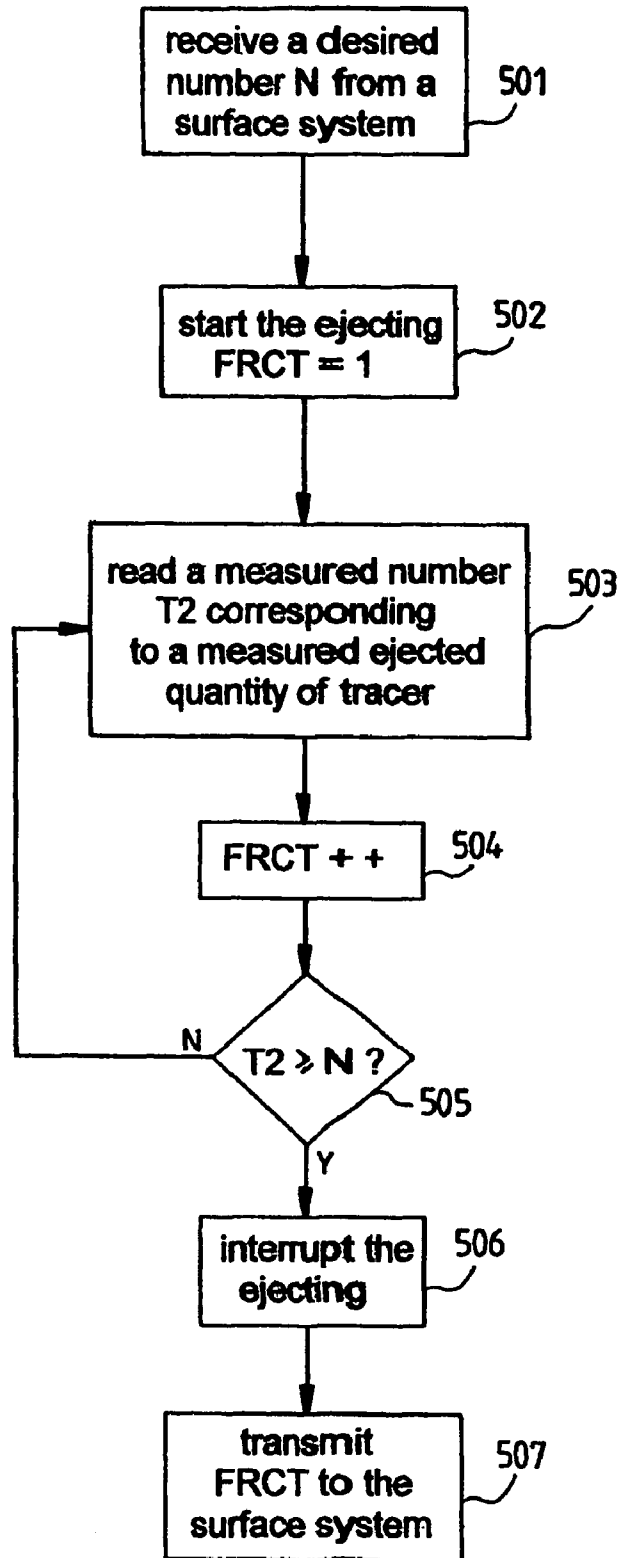 receive a desired
number N from a
surface system
501
start the ejecting
FRCT = 1
502
read a measured number
T2 corresponding
to a measured ejected
quantity of tracer
503
FRCT + +
504
N
T2 ⩾ N ?
505
Y
interrupt the
ejecting
506
transmit
FRCT to the
surface system
507